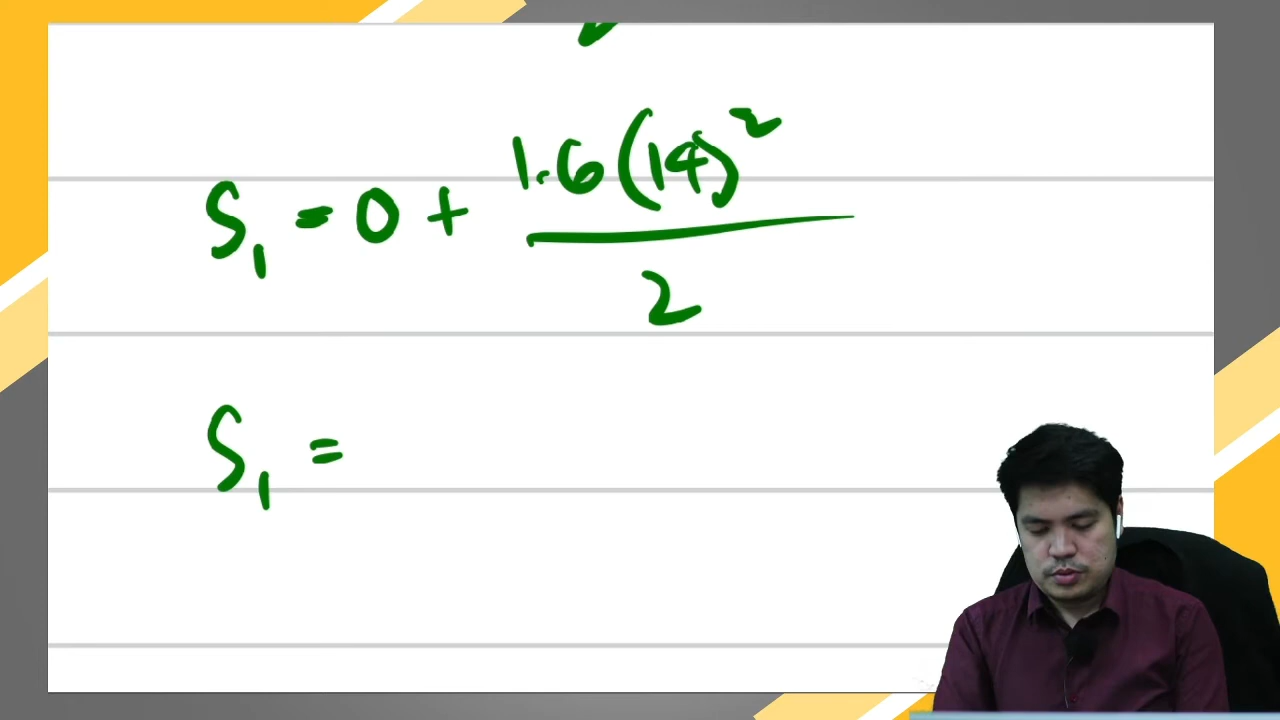 S₁ = 0 + 1.6(14)² / 2
S₁ =